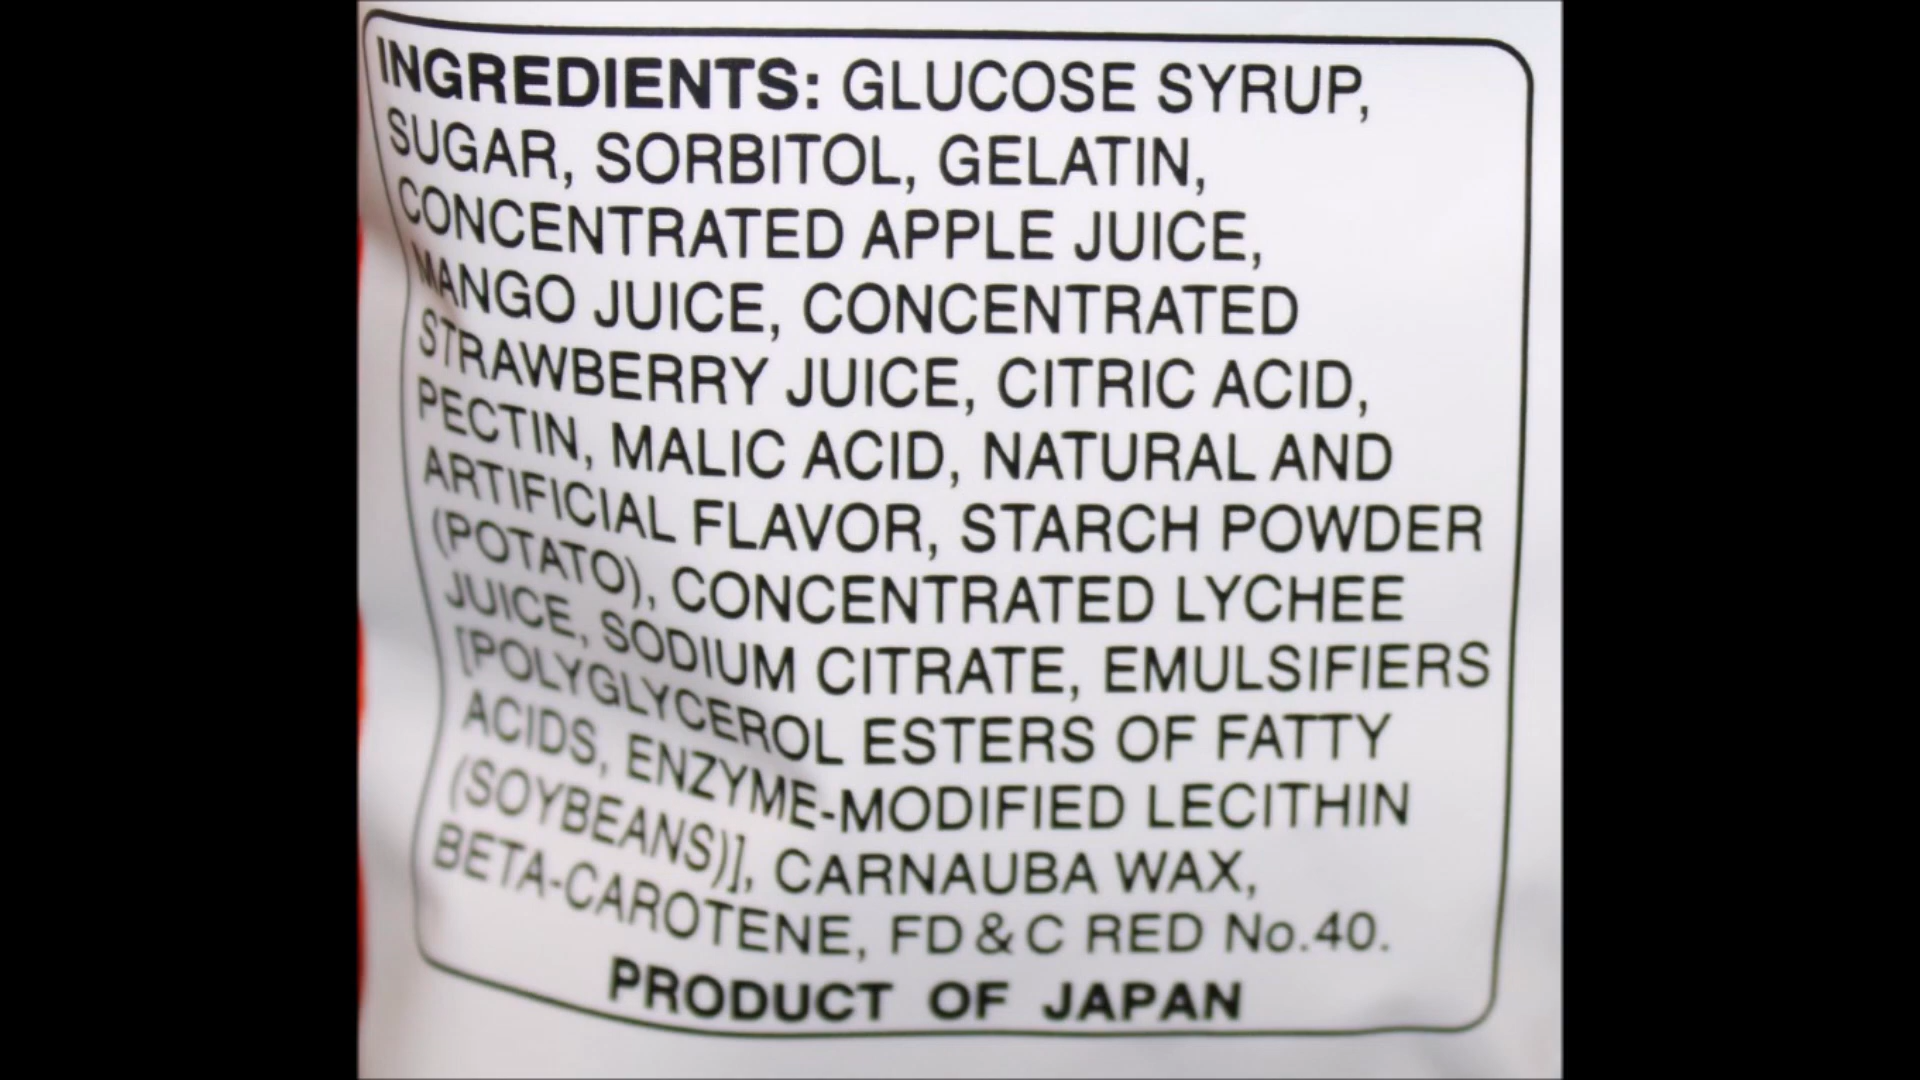 INGREDIENTS: GLUCOSE SYRUP,
SUGAR, SORBITOL, GELATIN,
CONCENTRATED APPLE JUICE,
MANGO JUICE, CONCENTRATED
STRAWBERRY JUICE, CITRIC ACID,
PECTIN, MALIC ACID, NATURAL AND
ARTIFICIAL FLAVOR, STARCH POWDER
(POTATO), CONCENTRATED LYCHEE
JUICE, SODIUM CITRATE, EMULSIFIERS
[POLYGLYCEROL ESTERS OF FATTY
ACIDS, ENZYME-MODIFIED LECITHIN
(SOYBEANS)], CARNAUBA WAX,
BETA-CAROTENE, FD & C RED No.40.
PRODUCT OF JAPAN